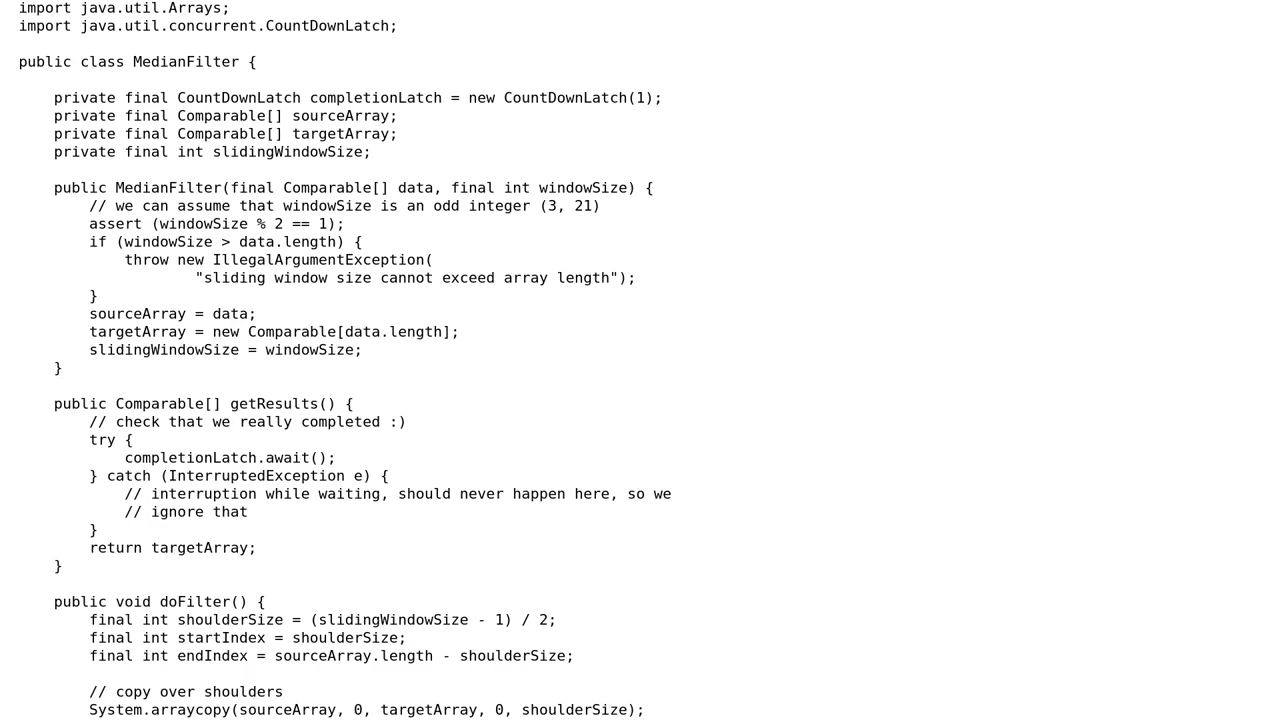 import java.util.Arrays;
import java.util.concurrent.CountDownLatch;

public class MedianFilter {

    private final CountDownLatch completionLatch = new CountDownLatch(1);
    private final Comparable[] sourceArray;
    private final Comparable[] targetArray;
    private final int slidingWindowSize;

    public MedianFilter(final Comparable[] data, final int windowSize) {
        // we can assume that windowSize is an odd integer (3, 21)
        assert (windowSize % 2 == 1);
        if (windowSize > data.length) {
            throw new IllegalArgumentException(
                    "sliding window size cannot exceed array length");
        }
        sourceArray = data;
        targetArray = new Comparable[data.length];
        slidingWindowSize = windowSize;
    }

    public Comparable[] getResults() {
        // check that we really completed :)
        try {
            completionLatch.await();
        } catch (InterruptedException e) {
            // interruption while waiting, should never happen here, so we
            // ignore that
        }
        return targetArray;
    }

    public void doFilter() {
        final int shoulderSize = (slidingWindowSize - 1) / 2;
        final int startIndex = shoulderSize;
        final int endIndex = sourceArray.length - shoulderSize;

        // copy over shoulders
        System.arraycopy(sourceArray, 0, targetArray, 0, shoulderSize);